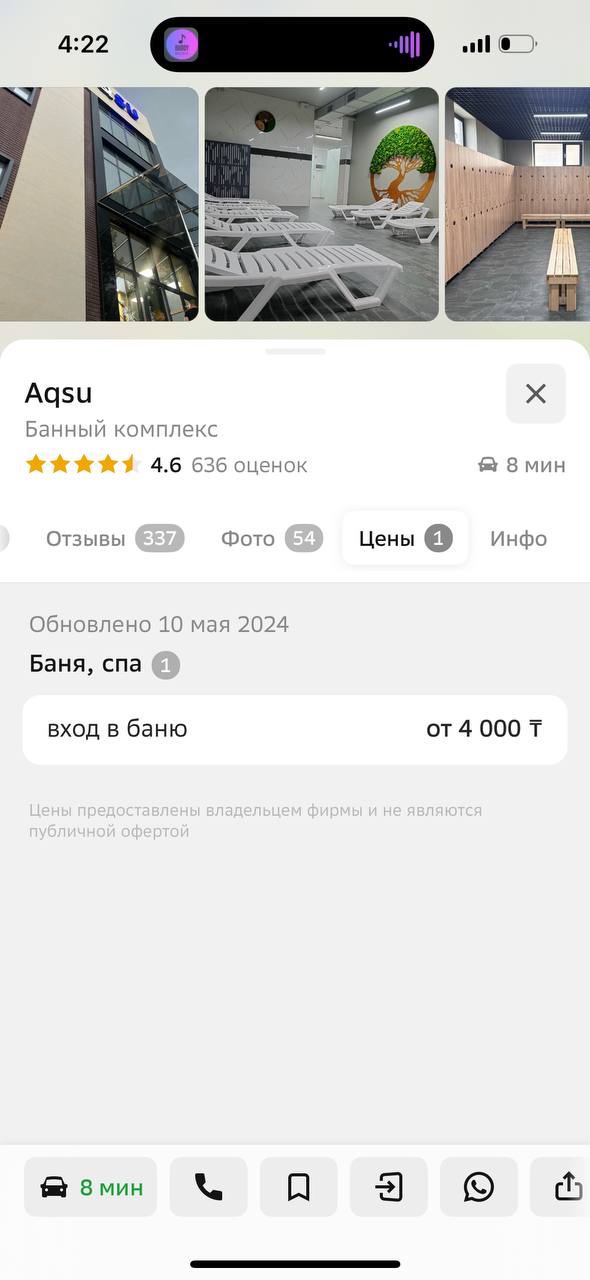 4:22
Aqsu
Банный комплекс
4.6 636 оценок
8 мин
Отзывы 337 Фото 54 Цены 1 Инфо
Обновлено 10 мая 2024
Баня, спа 1
вход в баню от 4 000 ₸
Цены предоставлены владельцем фирмы и не являются
публичной офертой
8 мин